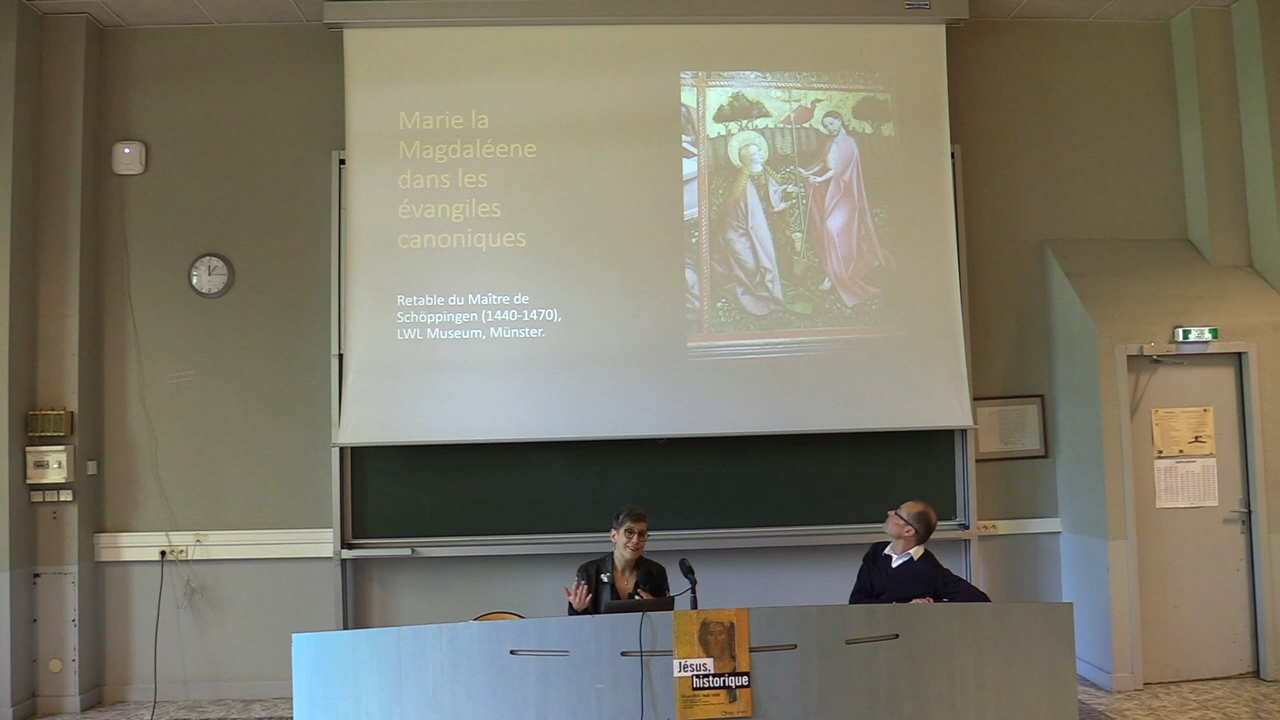 PROCOLOR
Marie la
Magdaléene
dans les
évangiles
canoniques
Retable du Maître de
Schöppingen (1440-1470),
LWL Museum, Münster.
Jésus,
historique